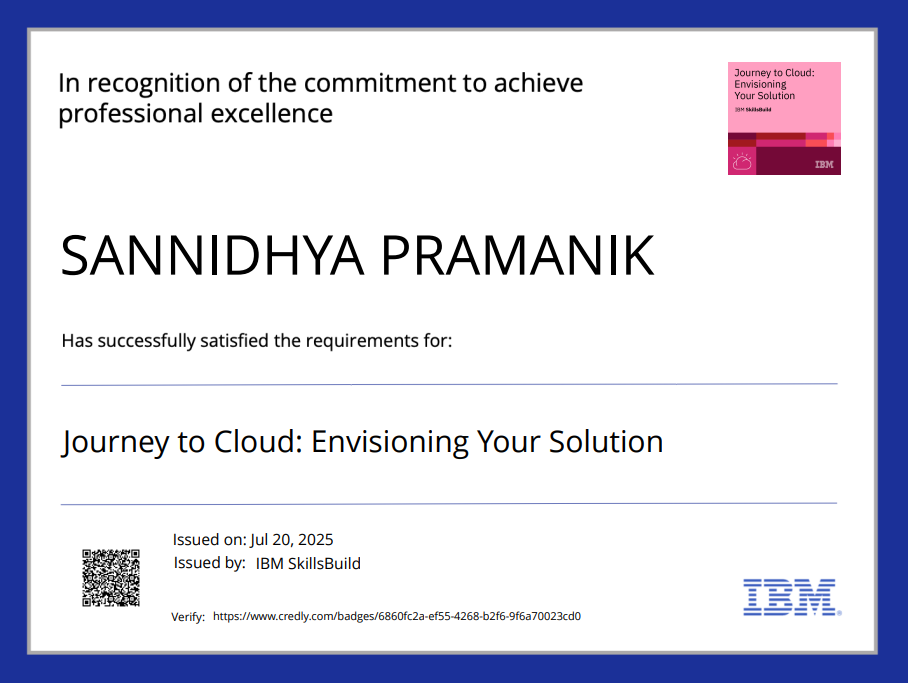 In recognition of the commitment to achieve
professional excellence
Journey to Cloud:
Envisioning
Your Solution
IBM SkillsBuild
IBM
SANNIDHYA PRAMANIK
Has successfully satisfied the requirements for:
Journey to Cloud: Envisioning Your Solution
Issued on: Jul 20, 2025
Issued by: IBM SkillsBuild
Verify: https://www.credly.com/badges/6860fc2a-ef55-4268-b2f6-9f6a70023cd0
IBM®